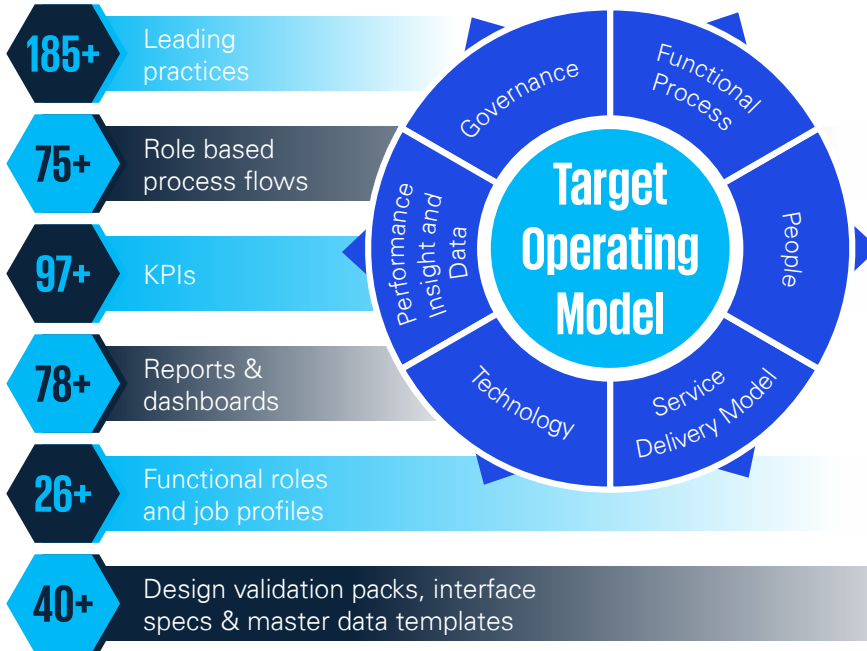 185+
Leading
practices
75+
Role based
process flows
97+
KPIs
78+
Reports &
dashboards
26+
Functional roles
and job profiles
40+
Design validation packs, interface
specs & master data templates
Target
Operating
Model
Governance
Functional
Process
People
Service
Delivery Model
Technology
Performance
Insight and
Data